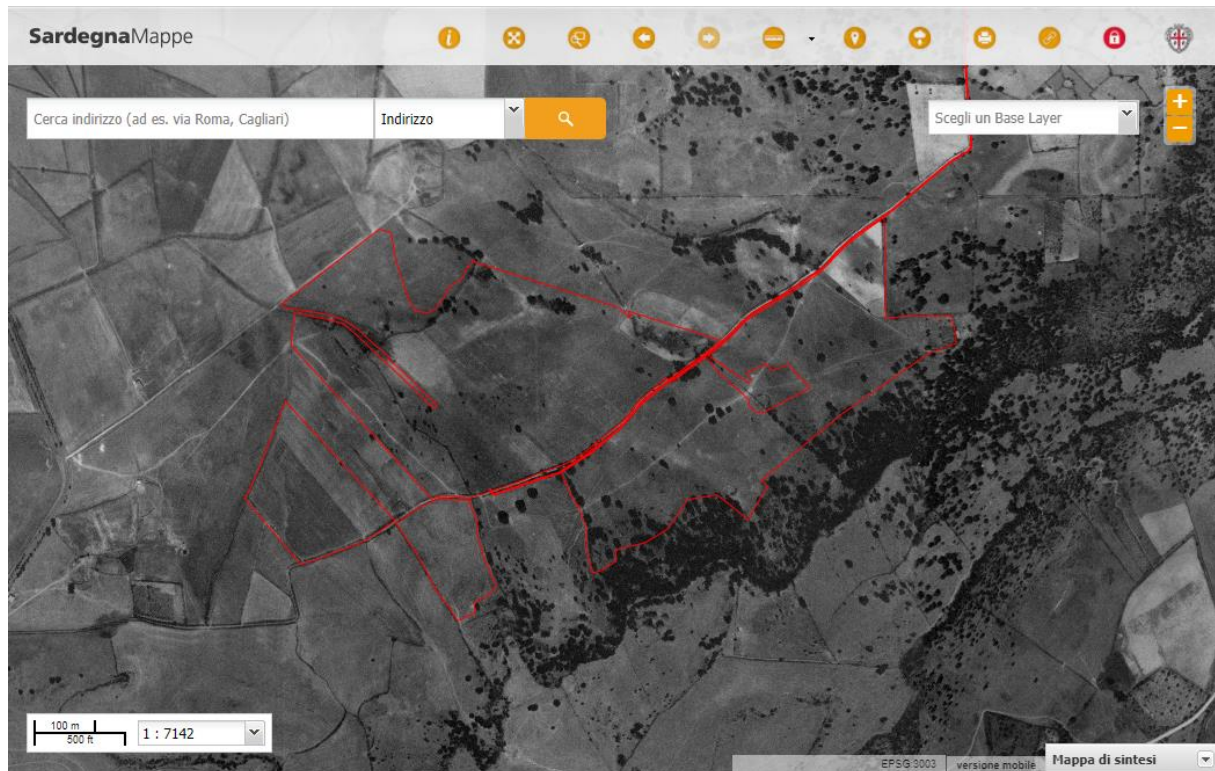 SardegnaMappe
Cerca indirizzo (ad es. via Roma, Cagliari)
Indirizzo
Scegli un Base Layer
+
−
100 m
500 ft
1 : 7142
EPSG:3003
versione mobile
Mappa di sintesi